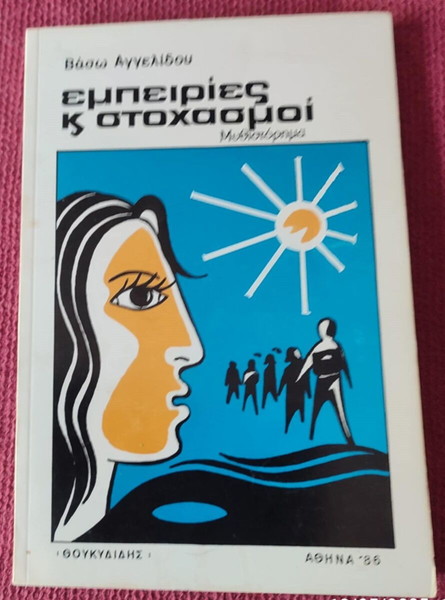 Βάσω Αγγελίδου
εμπειρίες
κ̧ στοχασμοί
Μυθιστόρημα
· ΘΟΥΚΥΔΙΔΗΣ ·
ΑΘΗΝΑ '86